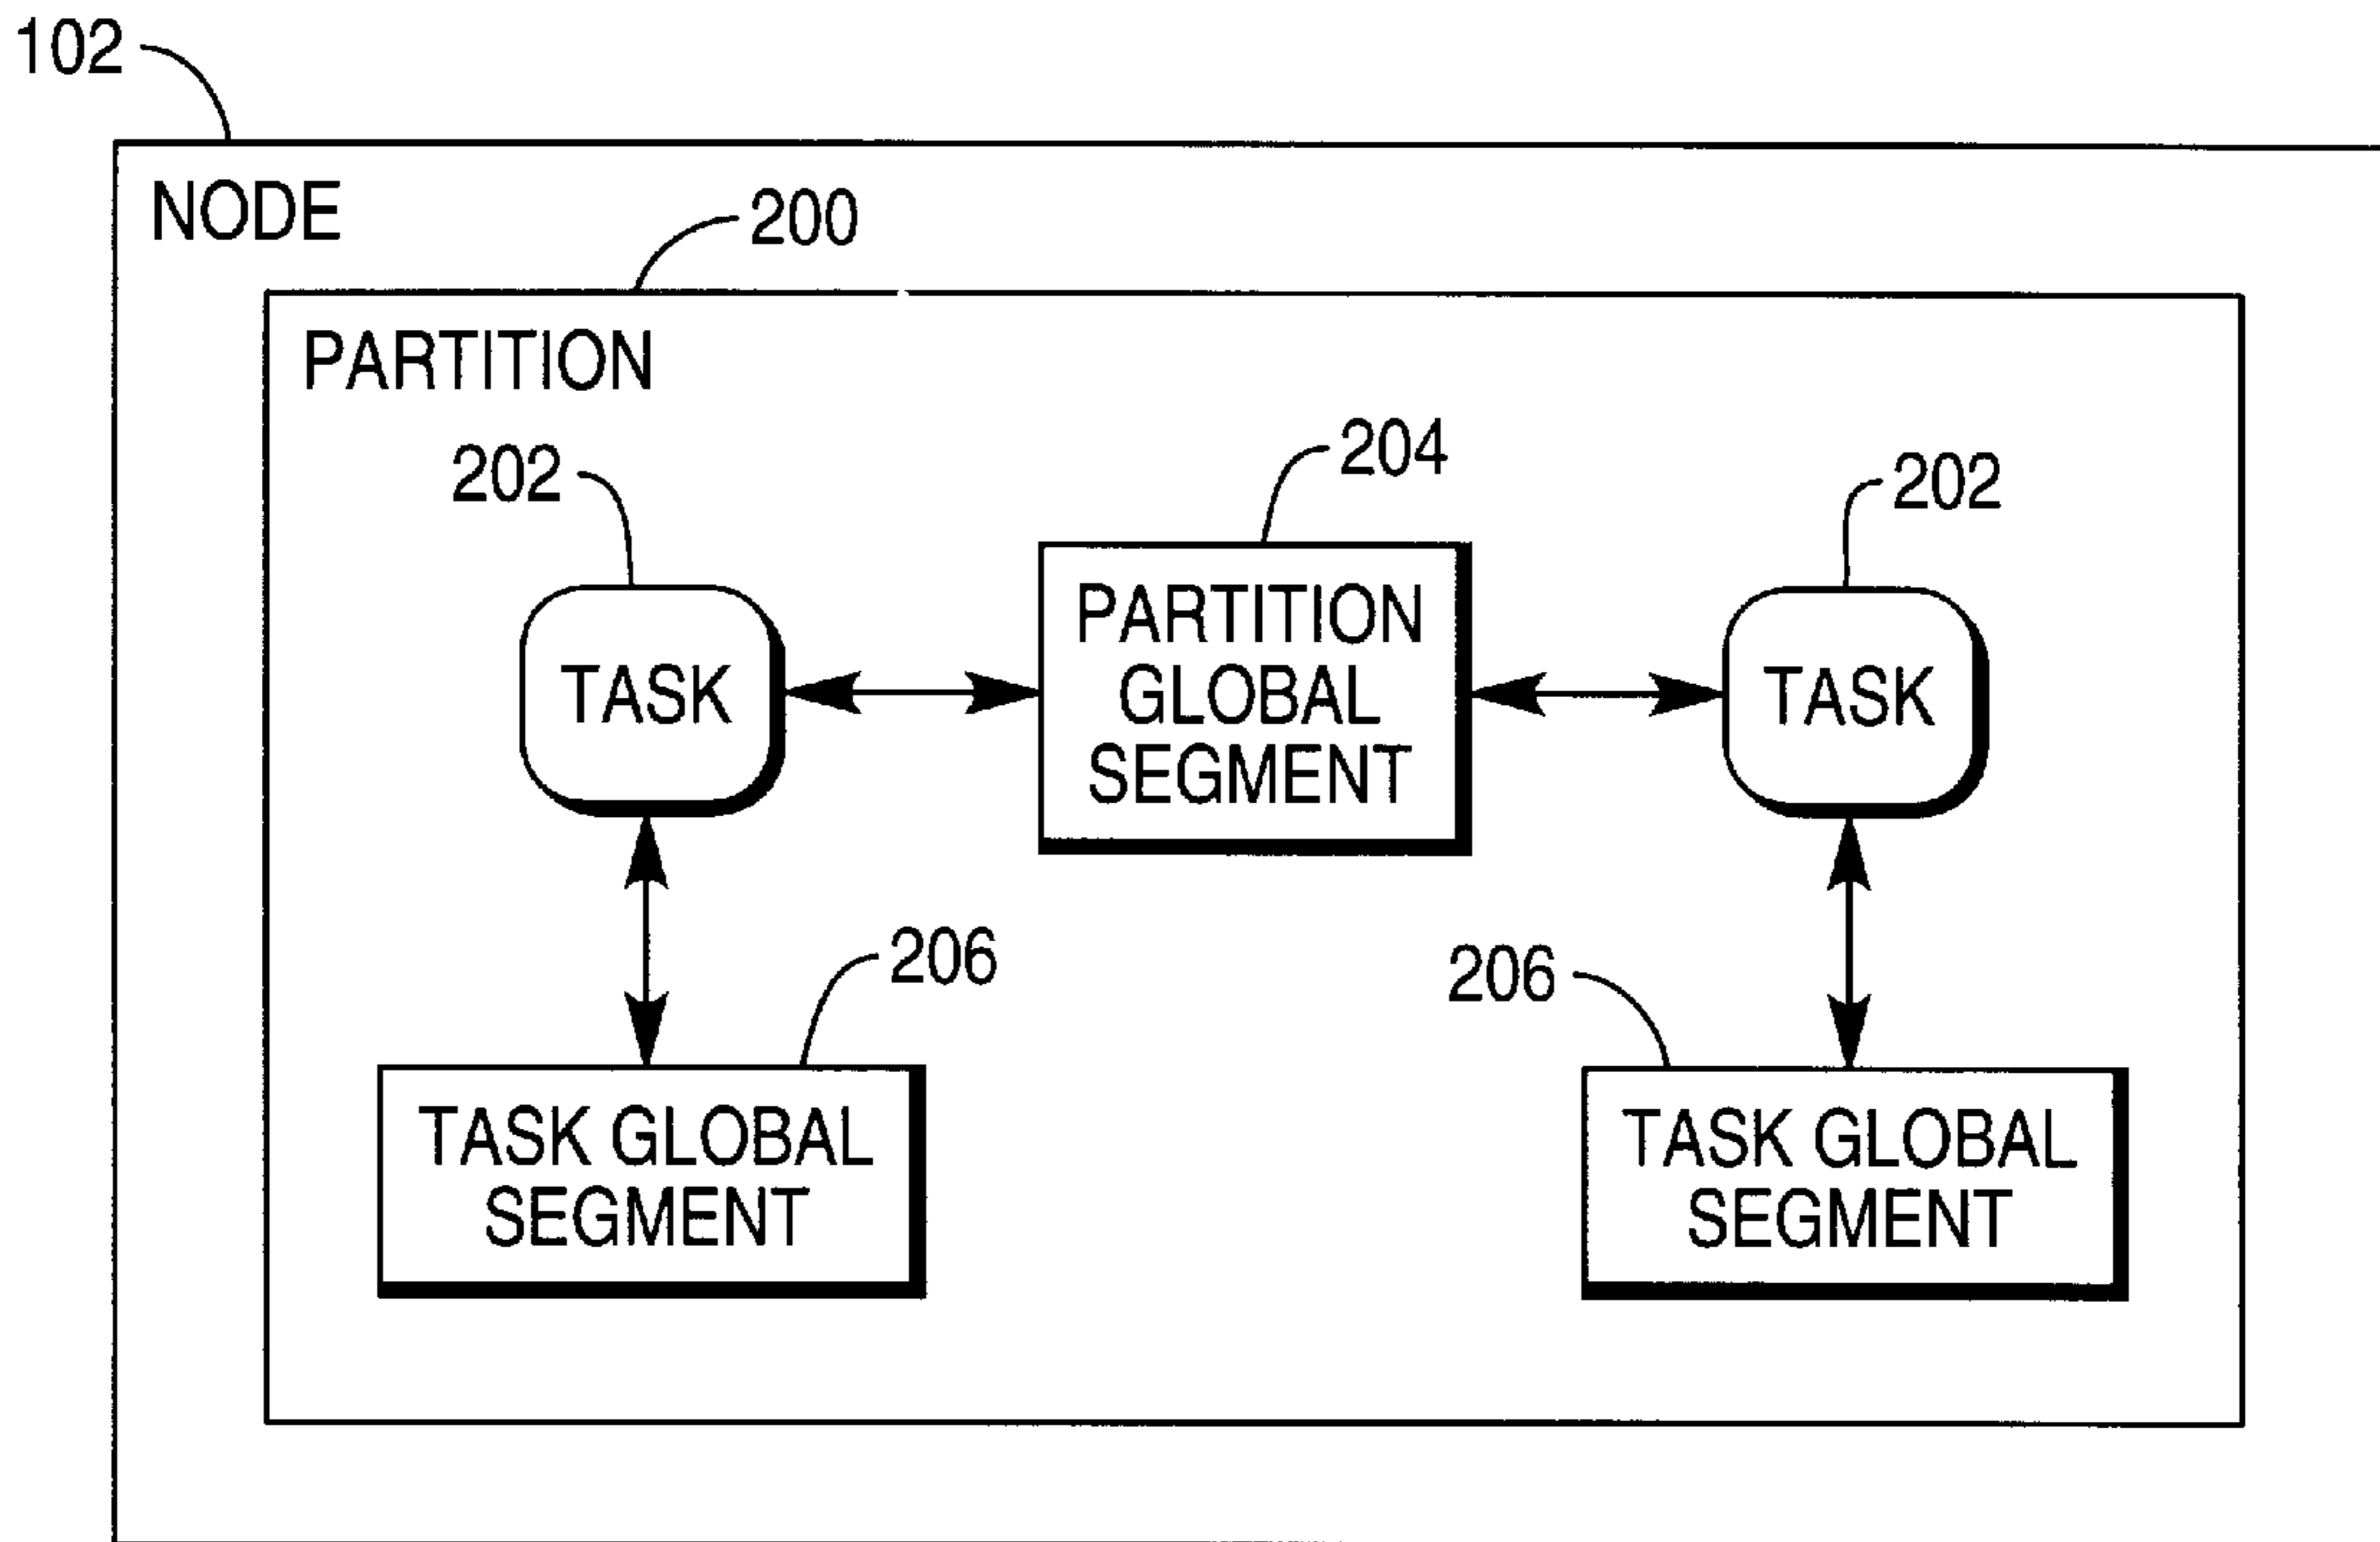 102
NODE
200
PARTITION
202
204
202
TASK
PARTITION
GLOBAL
SEGMENT
TASK
206
206
TASK GLOBAL
SEGMENT
TASK GLOBAL
SEGMENT